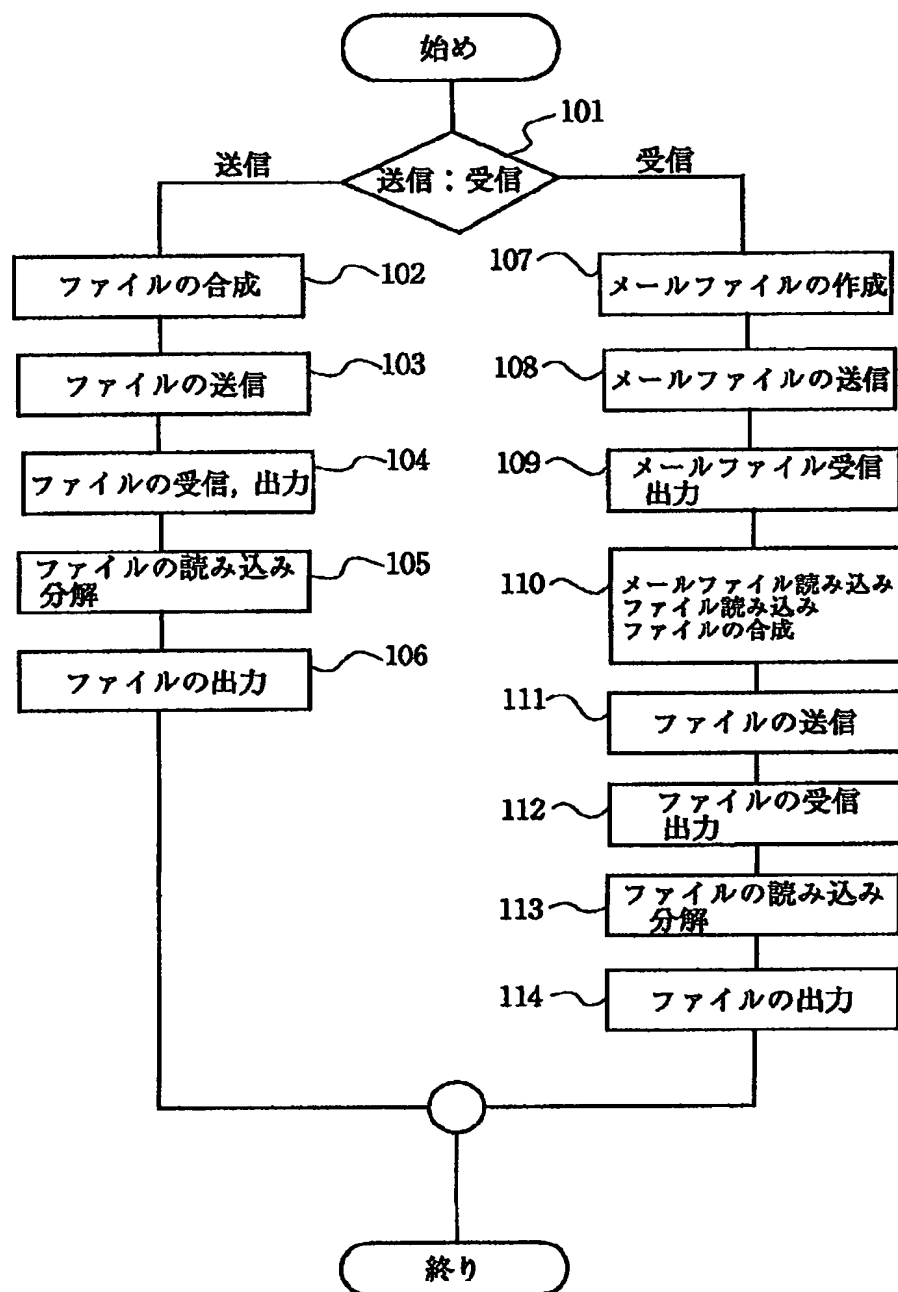 始め
101
送信:受信
送信
受信
ファイルの合成
102
ファイルの送信
103
ファイルの受信,出力
104
ファイルの読み込み
分解
105
ファイルの出力
106
107
メールファイルの作成
108
メールファイルの送信
109
メールファイル受信
出力
110
メールファイル読み込み
ファイル読み込み
ファイルの合成
111
ファイルの送信
112
ファイルの受信
出力
113
ファイルの読み込み
分解
114
ファイルの出力
終り